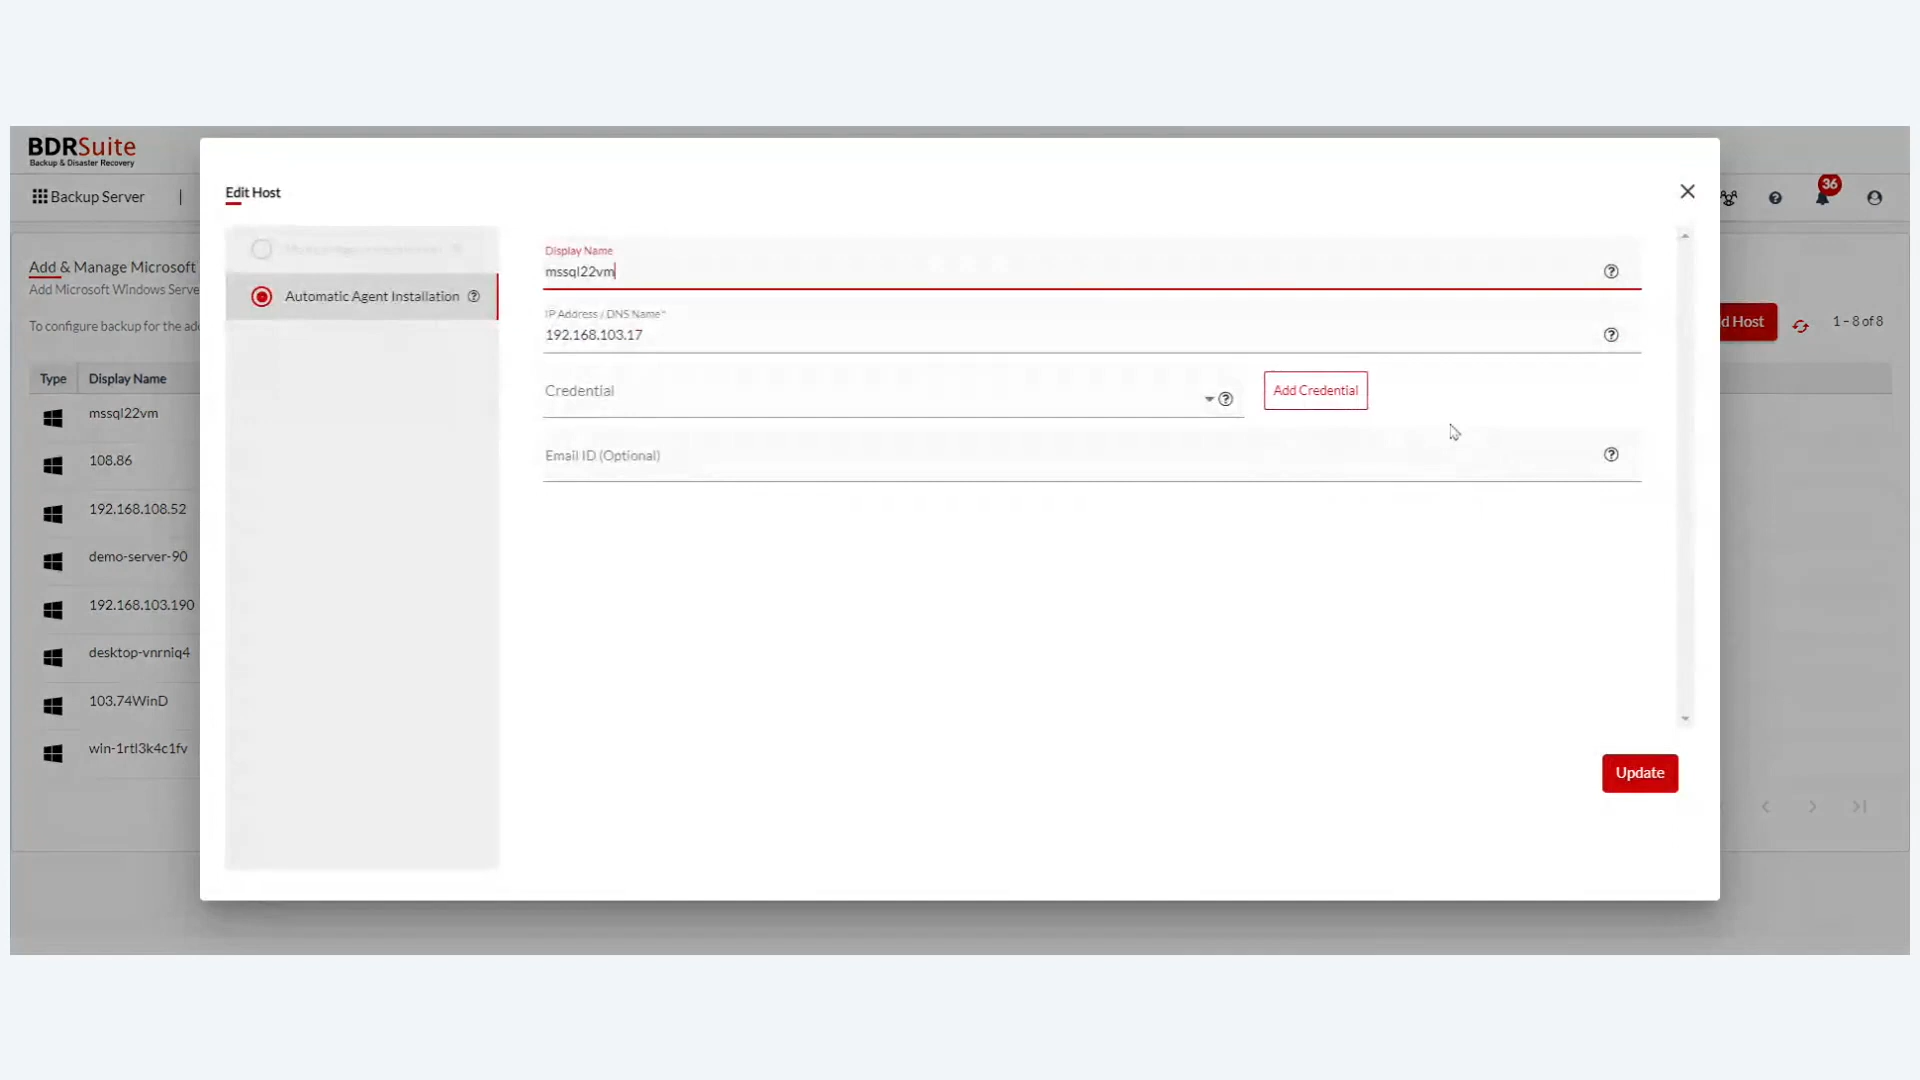 BDRSuite
Backup & Disaster Recovery
Backup Server |
36
Edit Host
Automatic Agent Installation
Display Name
mssql22vm
IP Address / DNS Name*
192.168.103.17
Credential
Add Credential
Email ID (Optional)
Update
Add & Manage Microsoft
Add Microsoft Windows Serve
To configure backup for the ad
d Host
1 - 8 of 8
Type Display Name
mssql22vm
108.86
192.168.108.52
demo-server-90
192.168.103.190
desktop-vnrniq4
103.74WinD
win-1rtl3k4c1fv